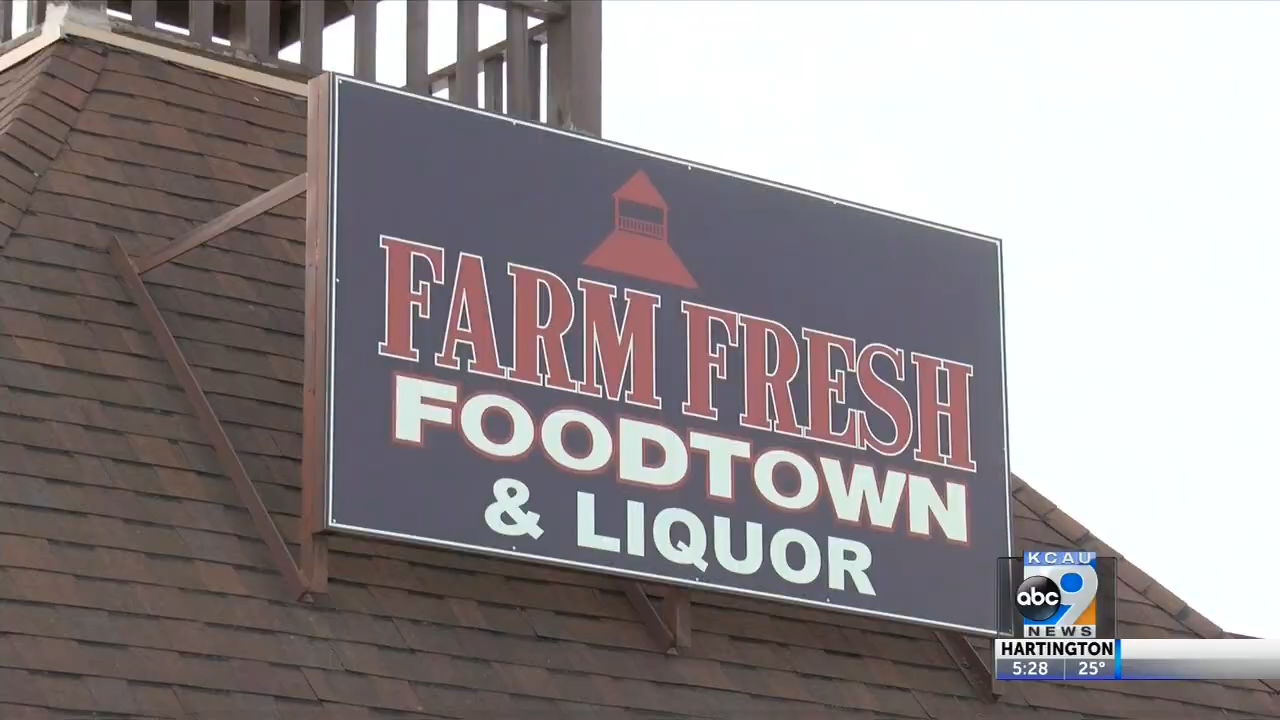 FARM FRESH
FOODTOWN
& LIQUOR
KCAU
abc 9
NEWS
HARTINGTON
5:28 25°